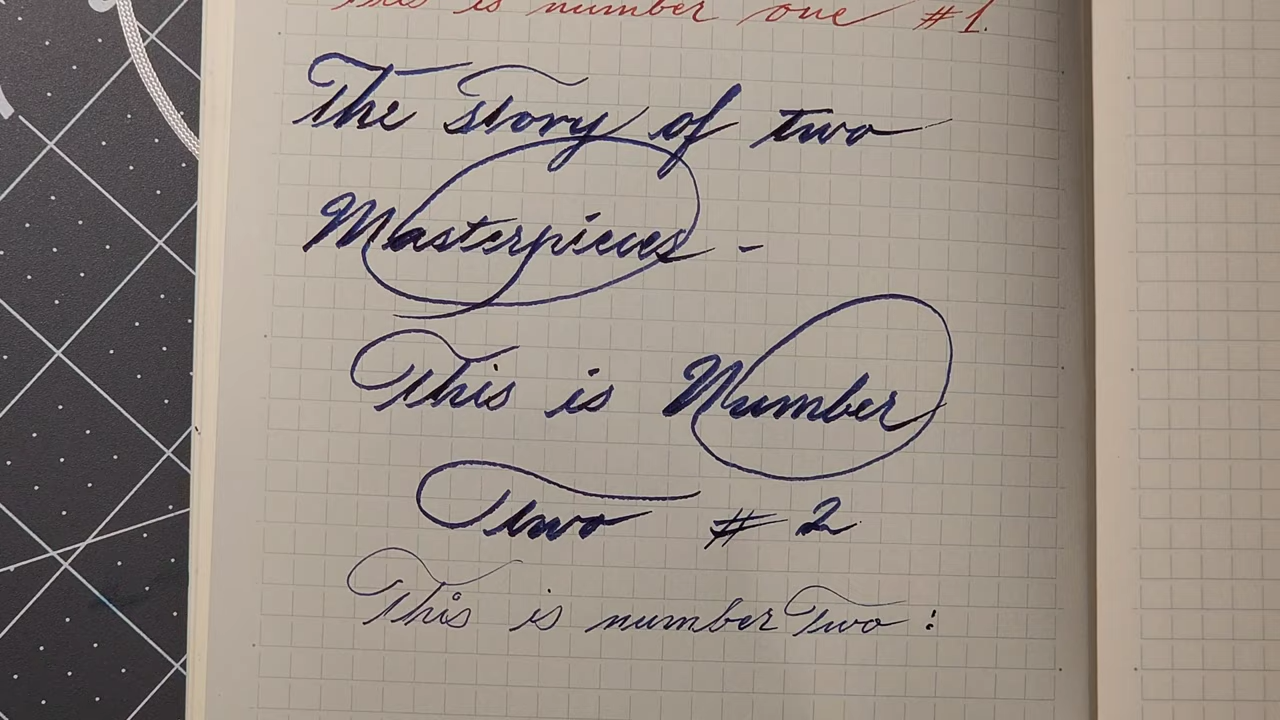 This is number one #1.
The Story of two
Masterpieces -
This is Number
Two # 2
This is number Two :